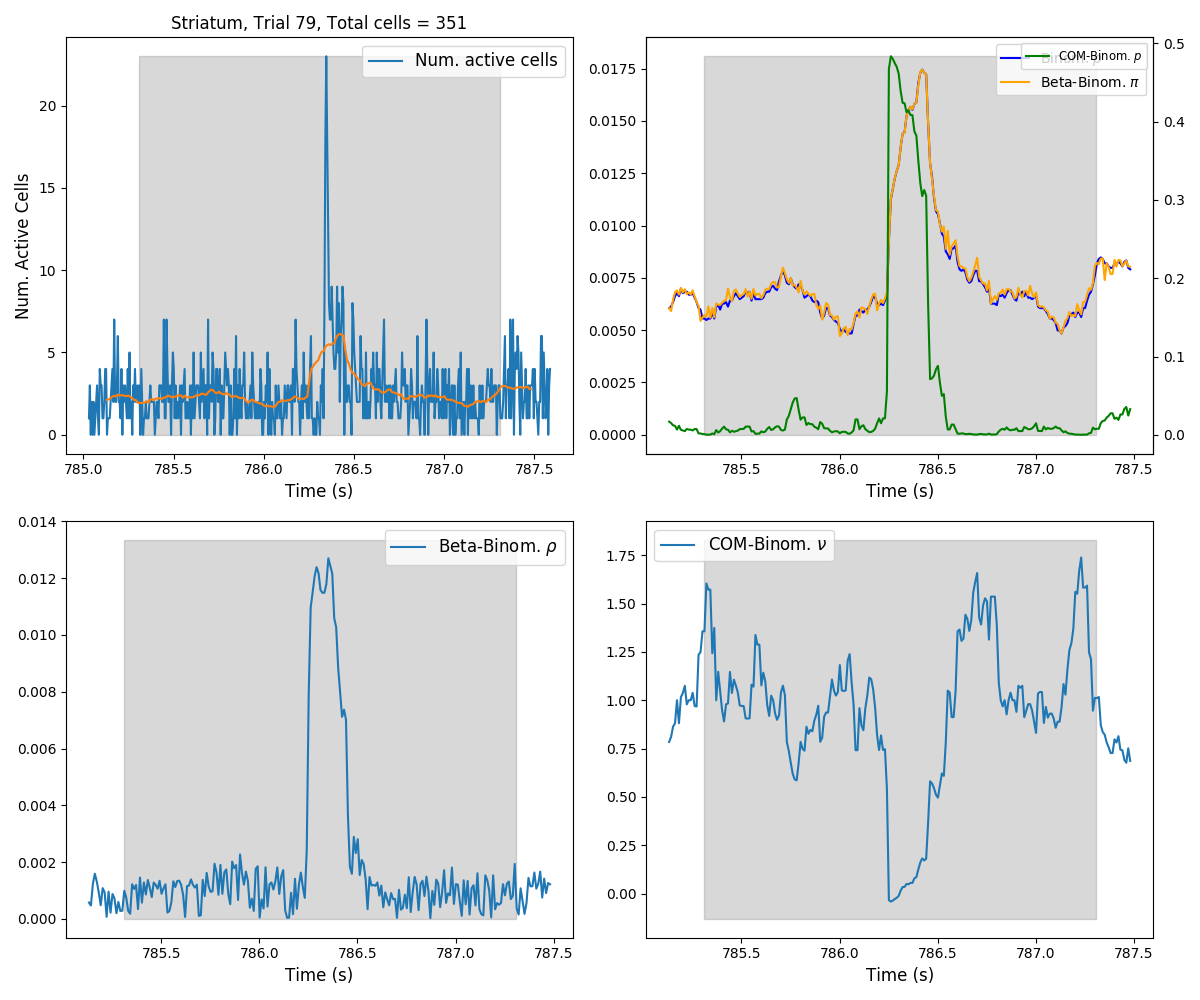 Striatum, Trial 79, Total cells = 351
Num. active cells
Num. Active Cells
20
15
10
5
0
785.0 785.5 786.0 786.5 787.0 787.5
Time (s)
COM-Binom. p
Beta-Binom. π
0.0175
0.0150
0.0125
0.0100
0.0075
0.0050
0.0025
0.0000
0.5
0.4
0.3
0.2
0.1
0.0
785.5 786.0 786.5 787.0 787.5
Time (s)
Beta-Binom. ρ
0.014
0.012
0.010
0.008
0.006
0.004
0.002
0.000
785.5 786.0 786.5 787.0 787.5
Time (s)
COM-Binom. ν
1.75
1.50
1.25
1.00
0.75
0.50
0.25
0.00
785.5 786.0 786.5 787.0 787.5
Time (s)